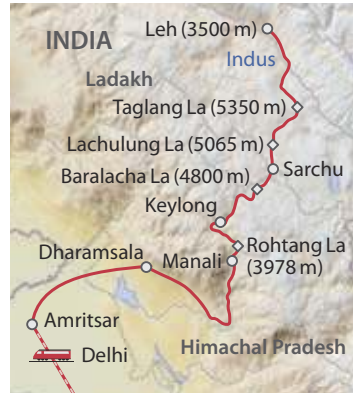 INDIA
Leh (3500 m)
Indus
Ladakh
Taglang La (5350 m)
Lachulung La (5065 m)
Sarchu
Baralacha La (4800 m)
Keylong
Rohtang La
(3978 m)
Dharamsala
Manali
Amritsar
Delhi
Himachal Pradesh